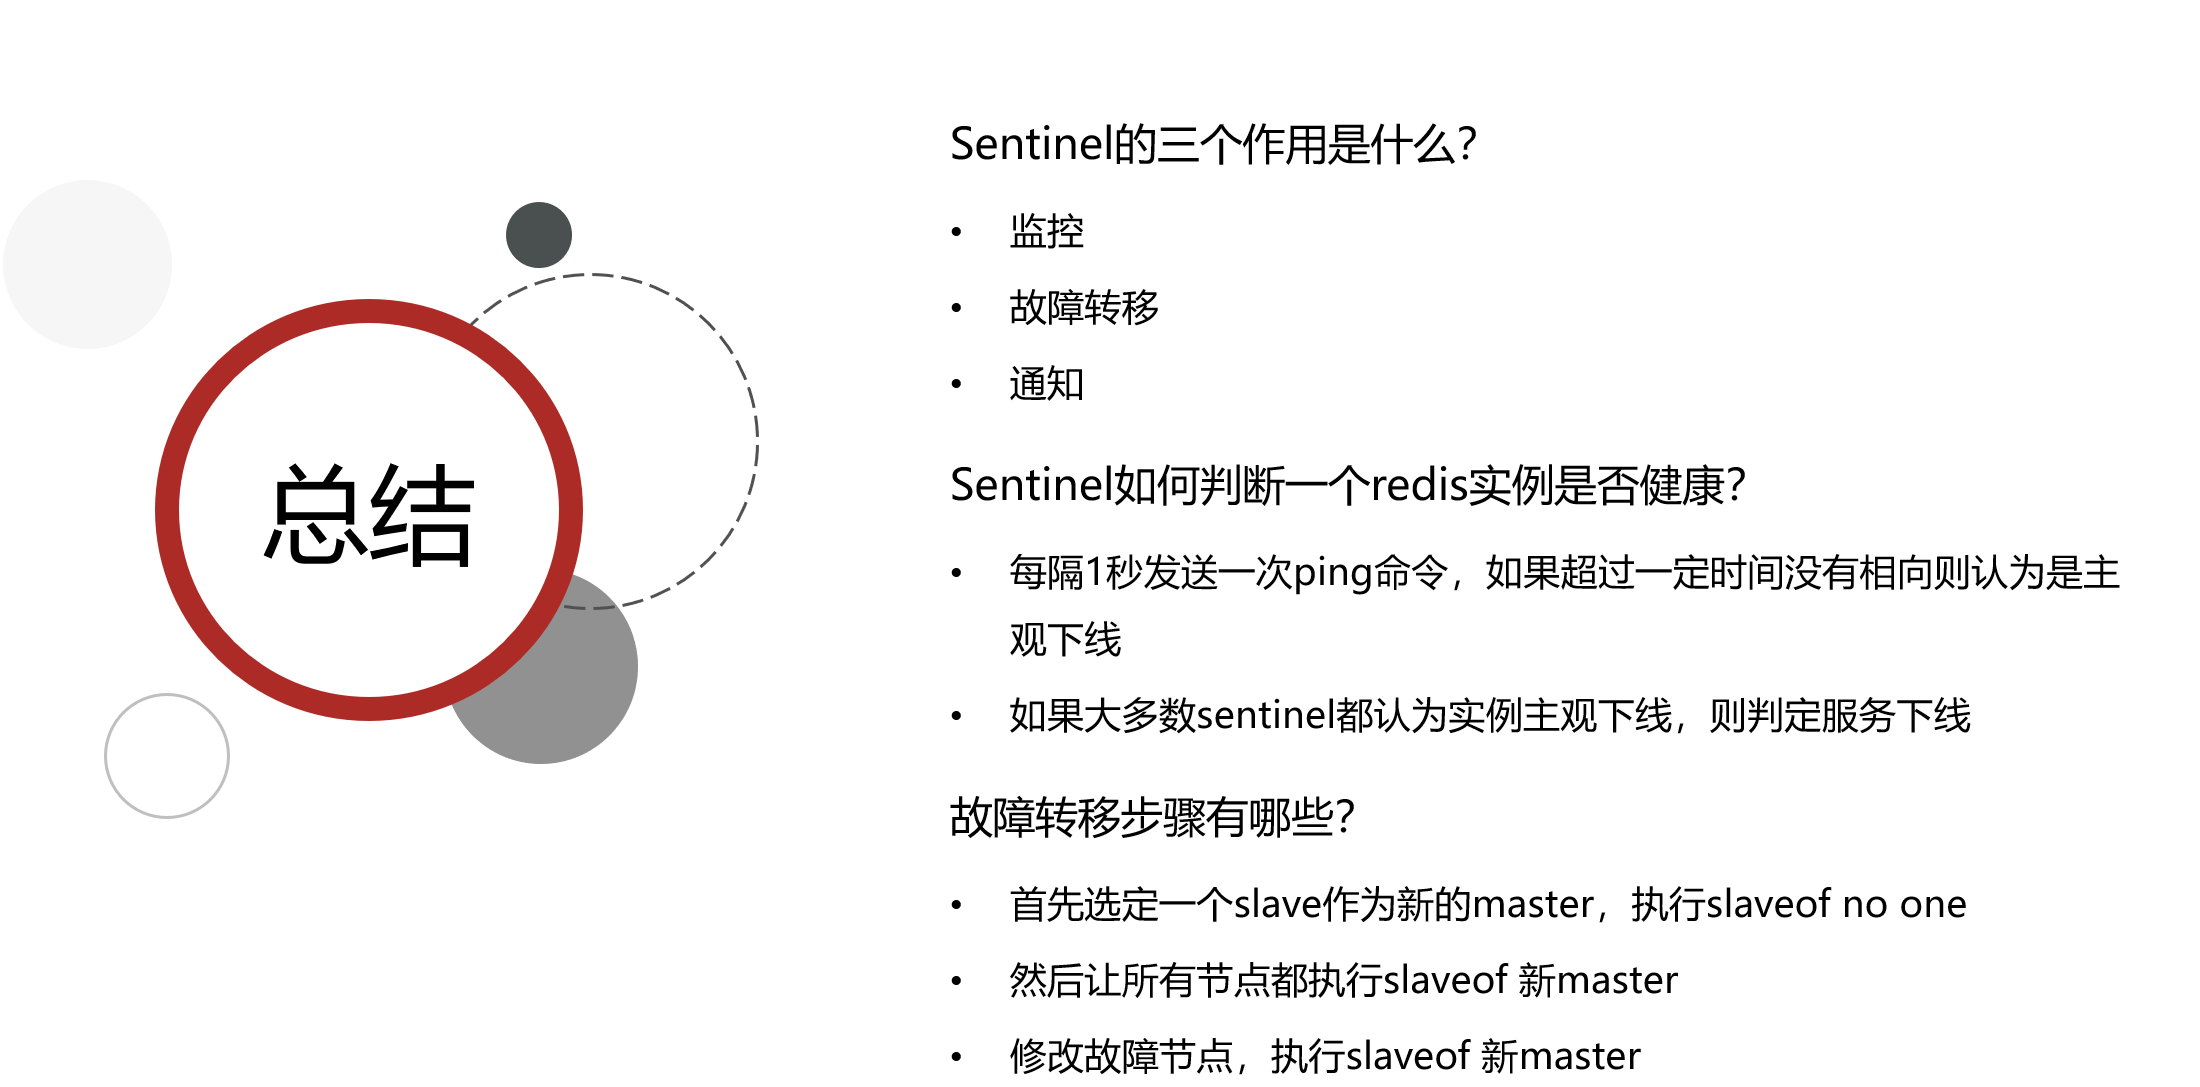 总结
Sentinel的三个作用是什么？
• 监控
• 故障转移
• 通知
Sentinel如何判断一个redis实例是否健康？
• 每隔1秒发送一次ping命令，如果超过一定时间没有相向则认为是主
观下线
• 如果大多数sentinel都认为实例主观下线，则判定服务下线
故障转移步骤有哪些？
• 首先选定一个slave作为新的master，执行slaveof no one
• 然后让所有节点都执行slaveof 新master
• 修改故障节点，执行slaveof 新master